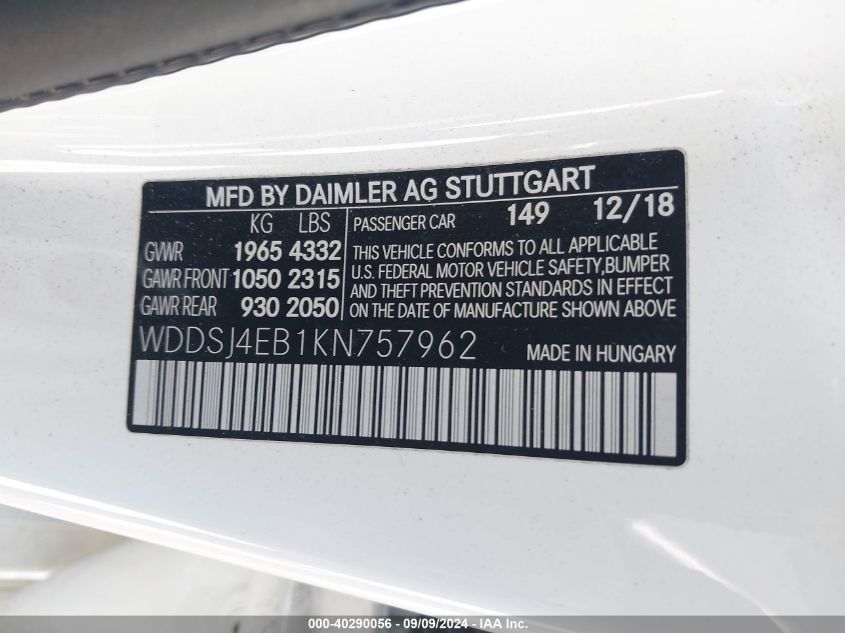 MFD BY DAIMLER AG STUTTGART
KG LBS
GVWR 1965 4332
GAWR FRONT 1050 2315
GAWR REAR 930 2050
PASSENGER CAR 149 12/18
THIS VEHICLE CONFORMS TO ALL APPLICABLE
U.S. FEDERAL MOTOR VEHICLE SAFETY,BUMPER
AND THEFT PREVENTION STANDARDS IN EFFECT
ON THE DATE OF MANUFACTURE SHOWN ABOVE
WDDSJ4EB1KN757962 MADE IN HUNGARY
000-40290056 - 09/09/2024 - IAA Inc.